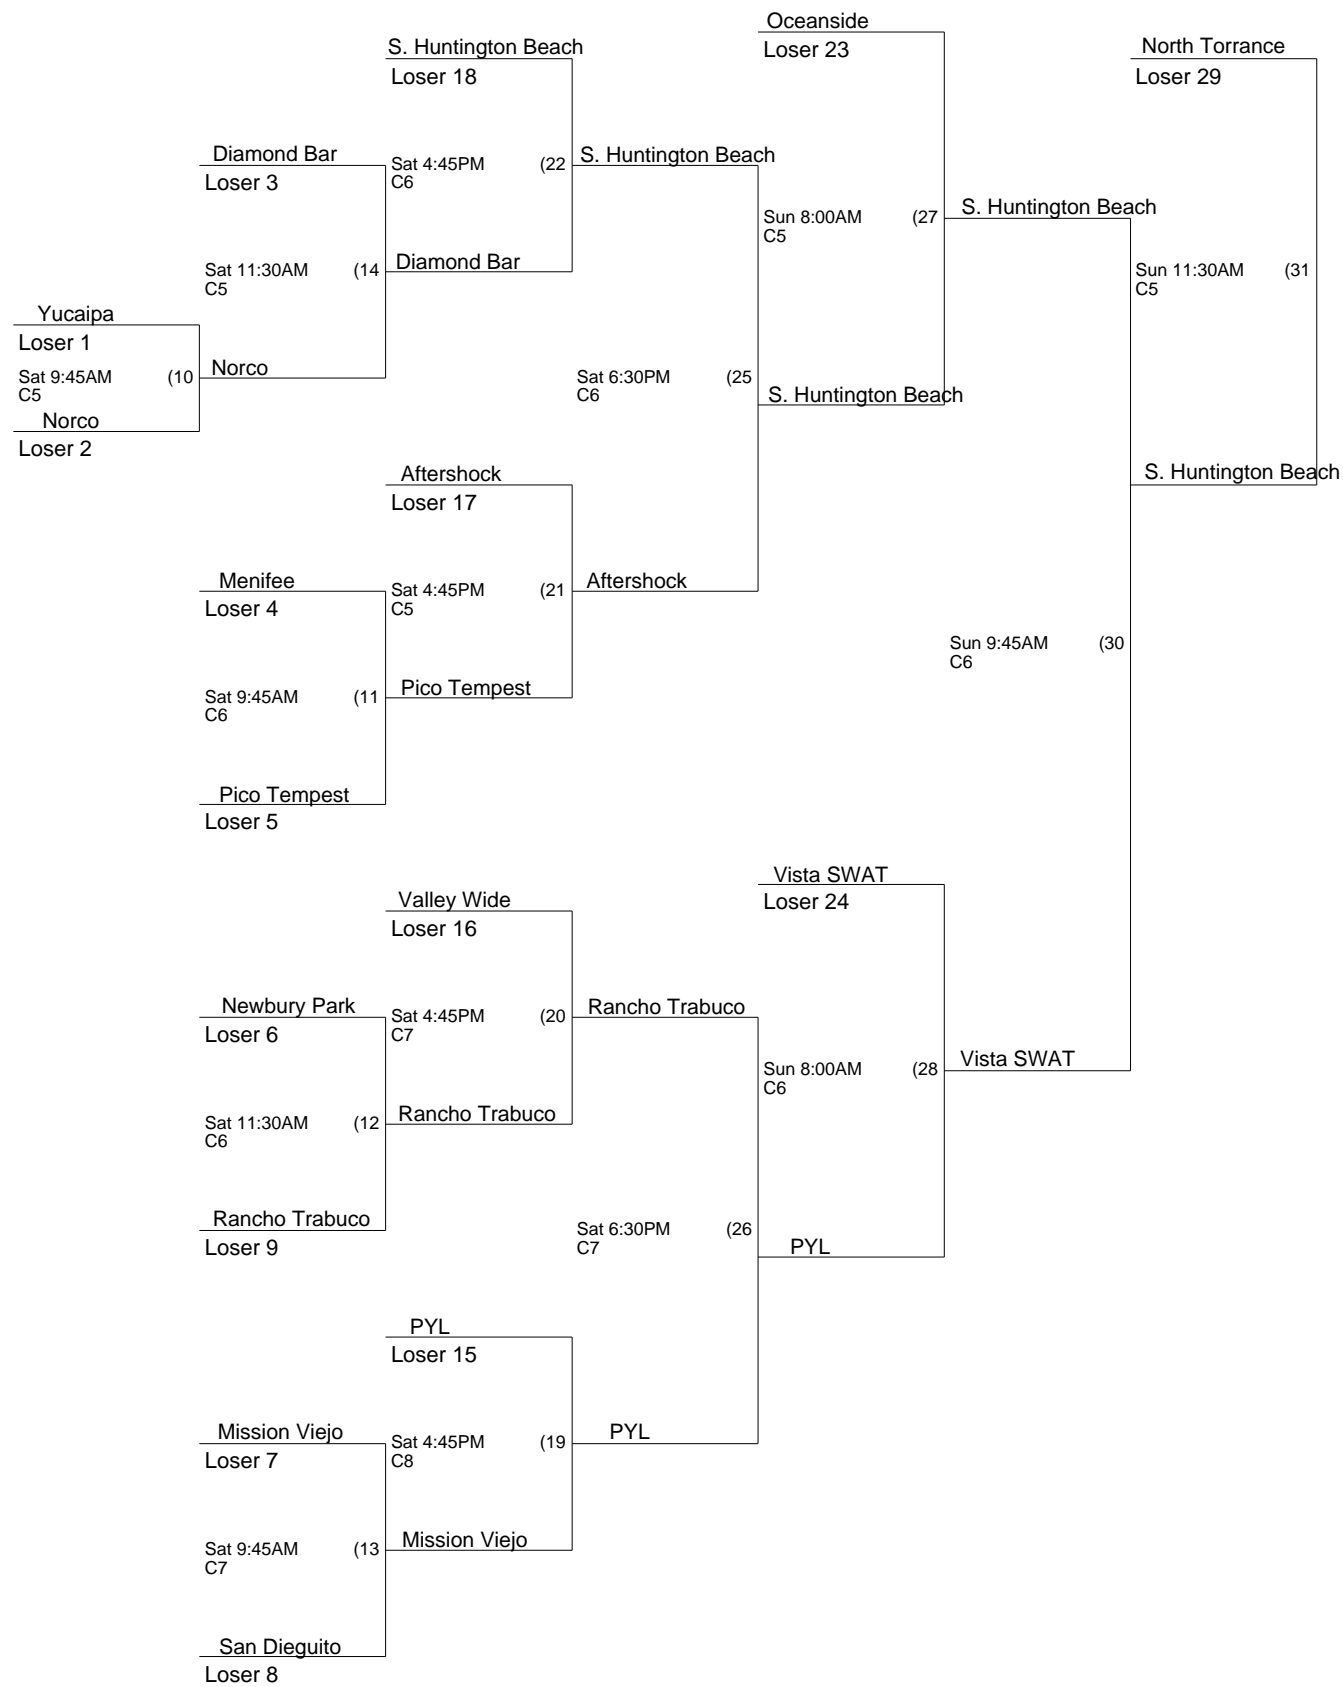 Oceanside
Loser 23
S. Huntington Beach
Loser 18
North Torrance
Loser 29
Diamond Bar
Loser 3
Sat 4:45PM (22
C6
S. Huntington Beach
Sun 8:00AM (27
C5
S. Huntington Beach
Sat 11:30AM (14
C5
Diamond Bar
Sun 11:30AM (31
C5
Yucaipa
Loser 1
Sat 9:45AM (10
C5
Norco
Norco
Loser 2
Sat 6:30PM (25
C6
S. Huntington Beach
Aftershock
Loser 17
S. Huntington Beach
Menifee
Loser 4
Sat 4:45PM (21
C5
Aftershock
Sun 9:45AM (30
C6
Sat 9:45AM (11
C6
Pico Tempest
Pico Tempest
Loser 5
Vista SWAT
Loser 24
Valley Wide
Loser 16
Newbury Park
Loser 6
Sat 4:45PM (20
C7
Rancho Trabuco
Sun 8:00AM (28
C6
Vista SWAT
Sat 11:30AM (12
C6
Rancho Trabuco
Rancho Trabuco
Loser 9
Sat 6:30PM (26
C7
PYL
PYL
Loser 15
Mission Viejo
Loser 7
Sat 4:45PM (19
C8
PYL
Sat 9:45AM (13
C7
Mission Viejo
San Dieguito
Loser 8